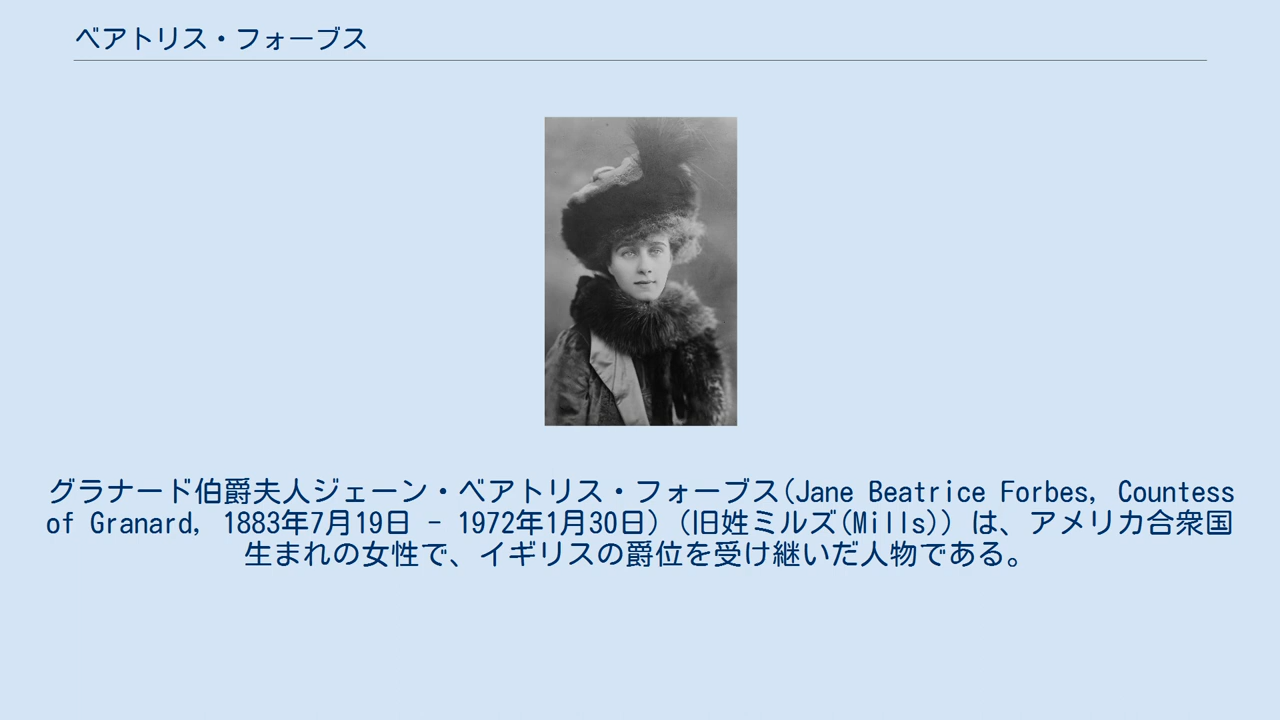 ベアトリス・フォーブス
グラナード伯爵夫人ジェーン・ベアトリス・フォーブス(Jane Beatrice Forbes, Countess
of Granard, 1883年7月19日 - 1972年1月30日) (旧姓ミルズ(Mills)) は、アメリカ合衆国
生まれの女性で、イギリスの爵位を受け継いだ人物である。